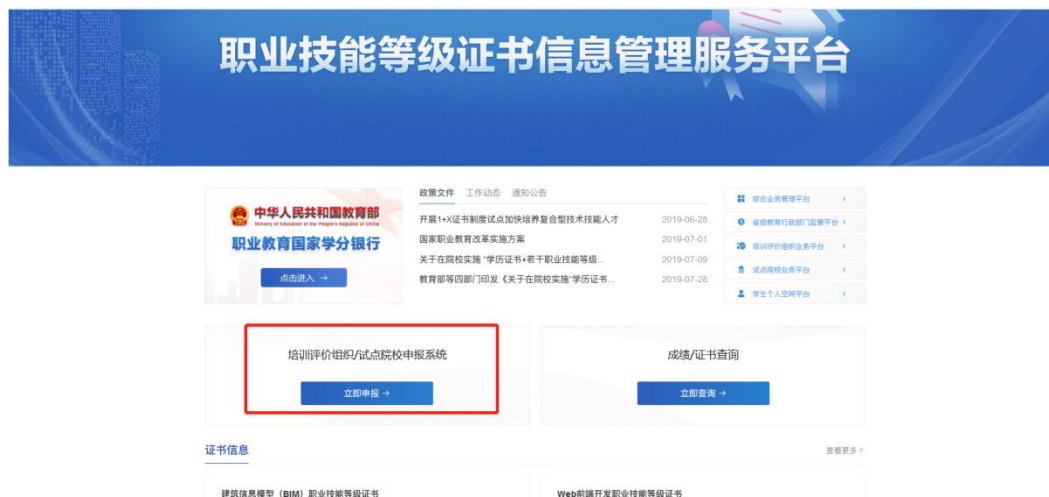 职业技能等级证书信息管理服务平台
中华人民共和国教育部
Ministry of Education of the People's Republic of China
职业教育国家学分银行
点击进入 →
政策文件 工作动态 通知公告
开展1+X证书制度试点加快培养复合型技术技能人才 2019-06-28
国家职业教育改革实施方案 2019-07-01
关于在院校实施 “学历证书+若干职业技能等级... 2019-07-09
教育部等四部门印发《关于在院校实施“学历证书... 2019-07-28
综合业务管理平台 >
省级教育行政部门监管平台 >
培训评价组织业务平台 >
试点院校业务平台 >
学生个人空间平台 >
培训评价组织/试点院校申报系统
立即申报 →
成绩/证书查询
立即查询 →
证书信息
查看更多 >
建筑信息模型（BIM）职业技能等级证书
Web前端开发职业技能等级证书